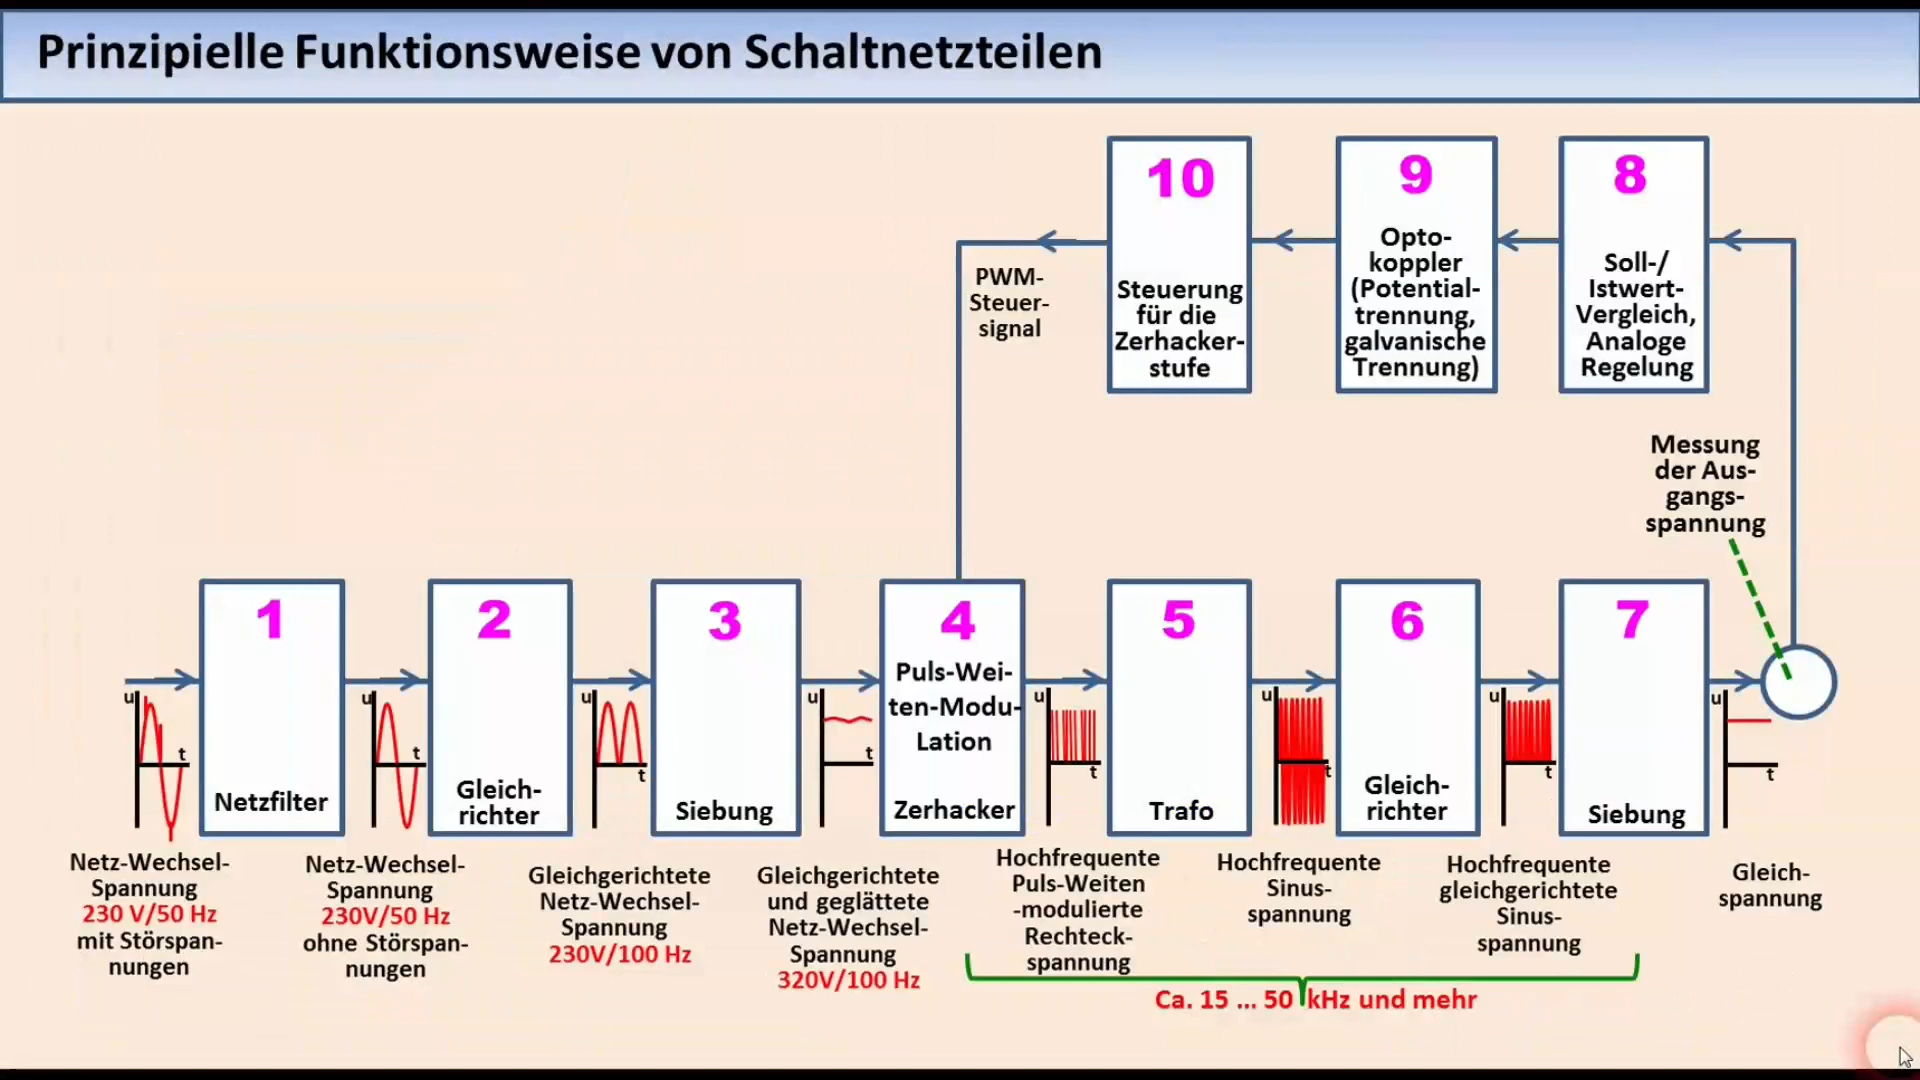 Prinzipielle Funktionsweise von Schaltnetzteilen
10
Steuerung
für die
Zerhacker-
stufe
9
Opto-
koppler
(Potential-
trennung,
galvanische
Trennung)
8
Soll-/
Istwert-
Vergleich,
Analoge
Regelung
PWM-
Steuer-
signal
Messung
der Aus-
gangs-
spannung
1
Netzfilter
2
Gleich-
richter
3
Siebung
4
Puls-Wei-
ten-Modu-
Lation
Zerhacker
5
Trafo
6
Gleich-
richter
7
Siebung
u
t
u
t
u
t
u
t
u
t
u
t
u
t
u
t
Netz-Wechsel-
Spannung
230 V/50 Hz
mit Störspan-
nungen
Netz-Wechsel-
Spannung
230V/50 Hz
ohne Störspan-
nungen
Gleichgerichtete
Netz-Wechsel-
Spannung
230V/100 Hz
Gleichgerichtete
und geglättete
Netz-Wechsel-
Spannung
320V/100 Hz
Hochfrequente
Puls-Weiten
-modulierte
Rechteck-
spannung
Hochfrequente
Sinus-
spannung
Hochfrequente
gleichgerichtete
Sinus-
spannung
Gleich-
spannung
Ca. 15 ... 50 kHz und mehr